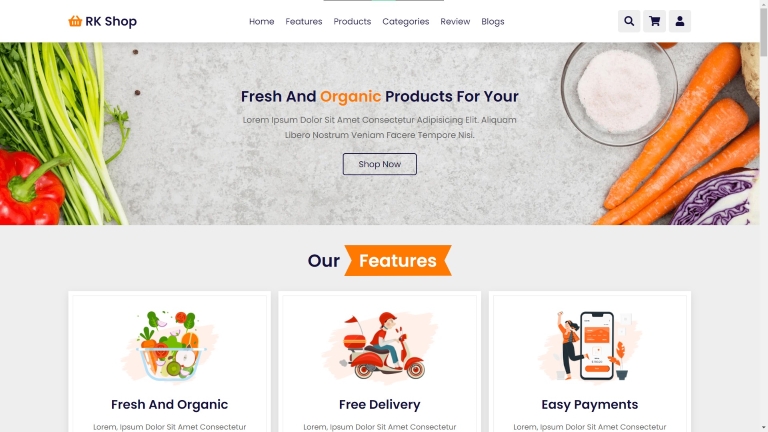 RK Shop
Home Features Products Categories Review Blogs
Fresh And Organic Products For Your
Lorem Ipsum Dolor Sit Amet Consectetur Adipisicing Elit. Aliquam
Libero Nostrum Veniam Facere Tempore Nisi.
Shop Now
Our Features
Fresh And Organic
Lorem, Ipsum Dolor Sit Amet Consectetur
Free Delivery
Lorem, Ipsum Dolor Sit Amet Consectetur
Easy Payments
Lorem, Ipsum Dolor Sit Amet Consectetur